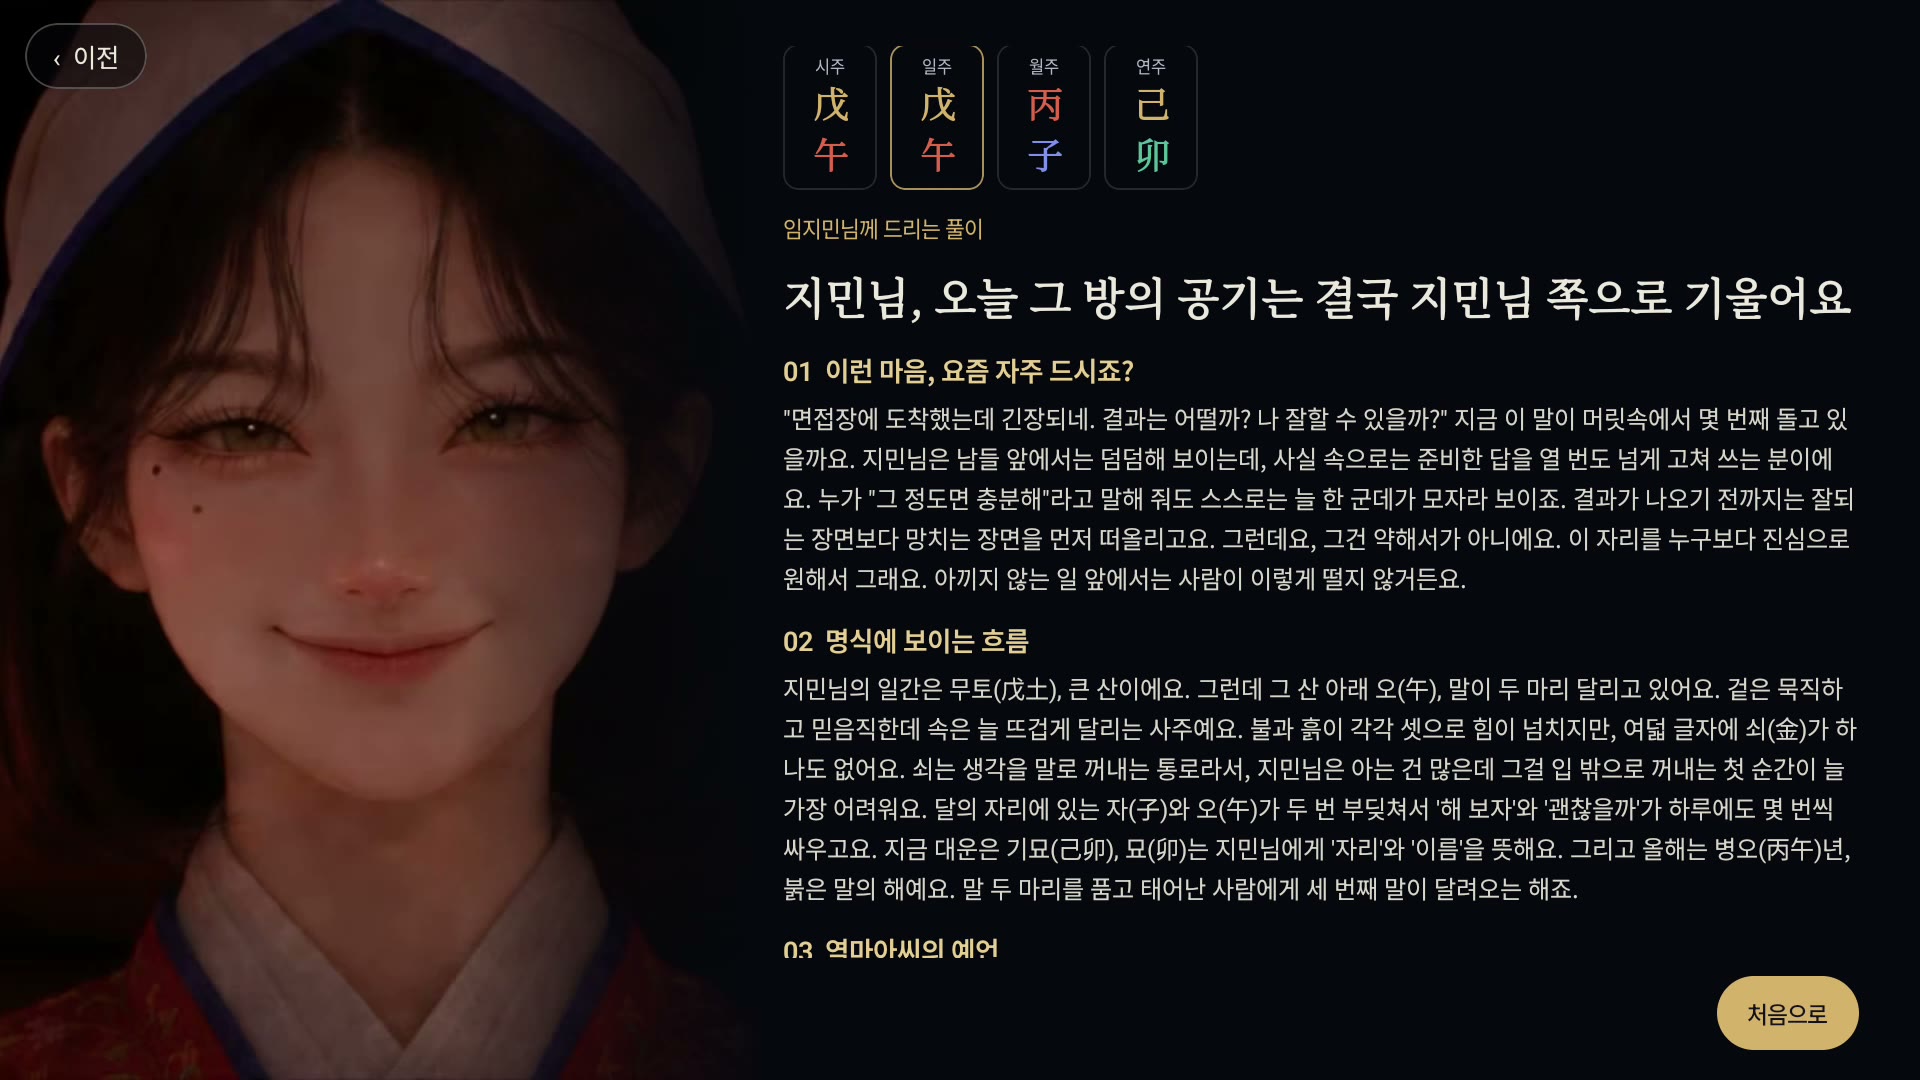 ‹ 이전
시주 일주 월주 연주
戊 戊 丙 己
午 午 子 卯
임지민님께 드리는 풀이
지민님, 오늘 그 방의 공기는 결국 지민님 쪽으로 기울어요
01 이런 마음, 요즘 자주 드시죠?
"면접장에 도착했는데 긴장되네. 결과는 어떨까? 나 잘할 수 있을까?" 지금 이 말이 머릿속에서 몇 번째 돌고 있
을까요. 지민님은 남들 앞에서는 덤덤해 보이는데, 사실 속으로는 준비한 답을 열 번도 넘게 고쳐 쓰는 분이에
요. 누가 "그 정도면 충분해"라고 말해 줘도 스스로는 늘 한 군데가 모자라 보이죠. 결과가 나오기 전까지는 잘되
는 장면보다 망치는 장면을 먼저 떠올리고요. 그런데요, 그건 약해서가 아니에요. 이 자리를 누구보다 진심으로
원해서 그래요. 아끼지 않는 일 앞에서는 사람이 이렇게 떨지 않거든요.
02 명식에 보이는 흐름
지민님의 일간은 무토(戊土), 큰 산이에요. 그런데 그 산 아래 오(午), 말이 두 마리 달리고 있어요. 겉은 묵직하
고 믿음직한데 속은 늘 뜨겁게 달리는 사주예요. 불과 흙이 각각 셋으로 힘이 넘치지만, 여덟 글자에 쇠(金)가 하
나도 없어요. 쇠는 생각을 말로 꺼내는 통로라서, 지민님은 아는 건 많은데 그걸 입 밖으로 꺼내는 첫 순간이 늘
가장 어려워요. 달의 자리에 있는 자(子)와 오(午)가 두 번 부딪쳐서 '해 보자'와 '괜찮을까'가 하루에도 몇 번씩
싸우고요. 지금 대운은 기묘(己卯), 묘(卯)는 지민님에게 '자리'와 '이름'을 뜻해요. 그리고 올해는 병오(丙午)년,
붉은 말의 해예요. 말 두 마리를 품고 태어난 사람에게 세 번째 말이 달려오는 해죠.
03 역마아씨의 예언
처음으로